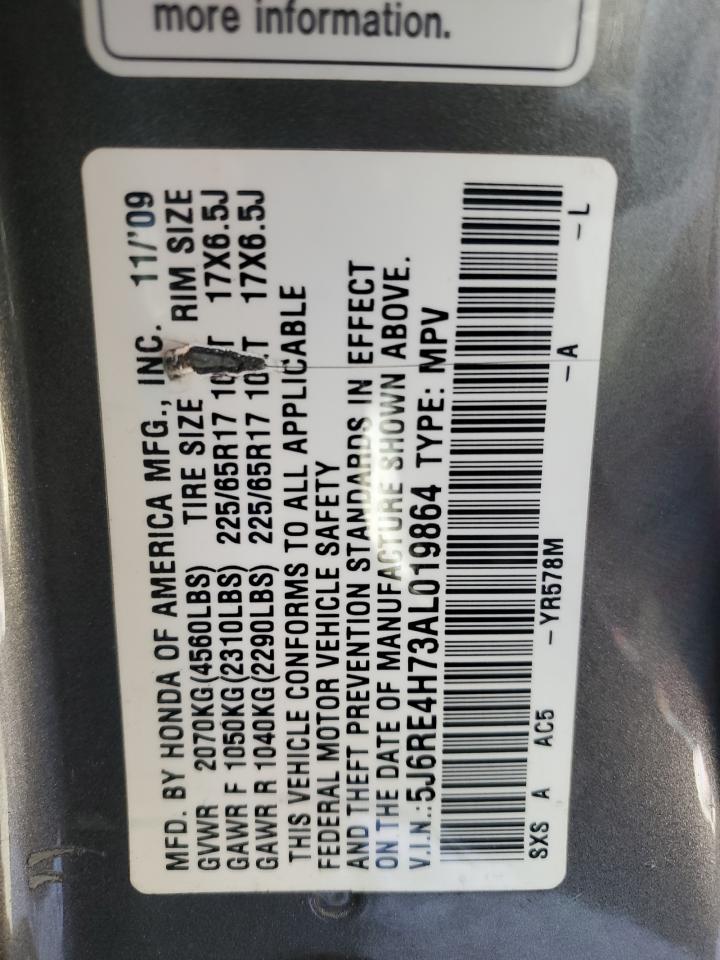 more information.
MFD. BY HONDA OF AMERICA MFG., INC. 11/'09
GVWR 2070KG(4560LBS) TIRE SIZE RIM SIZE
GAWR F 1050KG(2310LBS) 225/65R17 17X6.5J
GAWR R 1040KG(2290LBS) 225/65R17 17X6.5J
THIS VEHICLE CONFORMS TO ALL APPLICABLE
FEDERAL MOTOR VEHICLE SAFETY
AND THEFT PREVENTION STANDARDS IN EFFECT
ON THE DATE OF MANUFACTURE SHOWN ABOVE.
V.I.N.:5J6RE4H73AL019864 TYPE: MPV
SXS A AC5 -YR578M -A -L